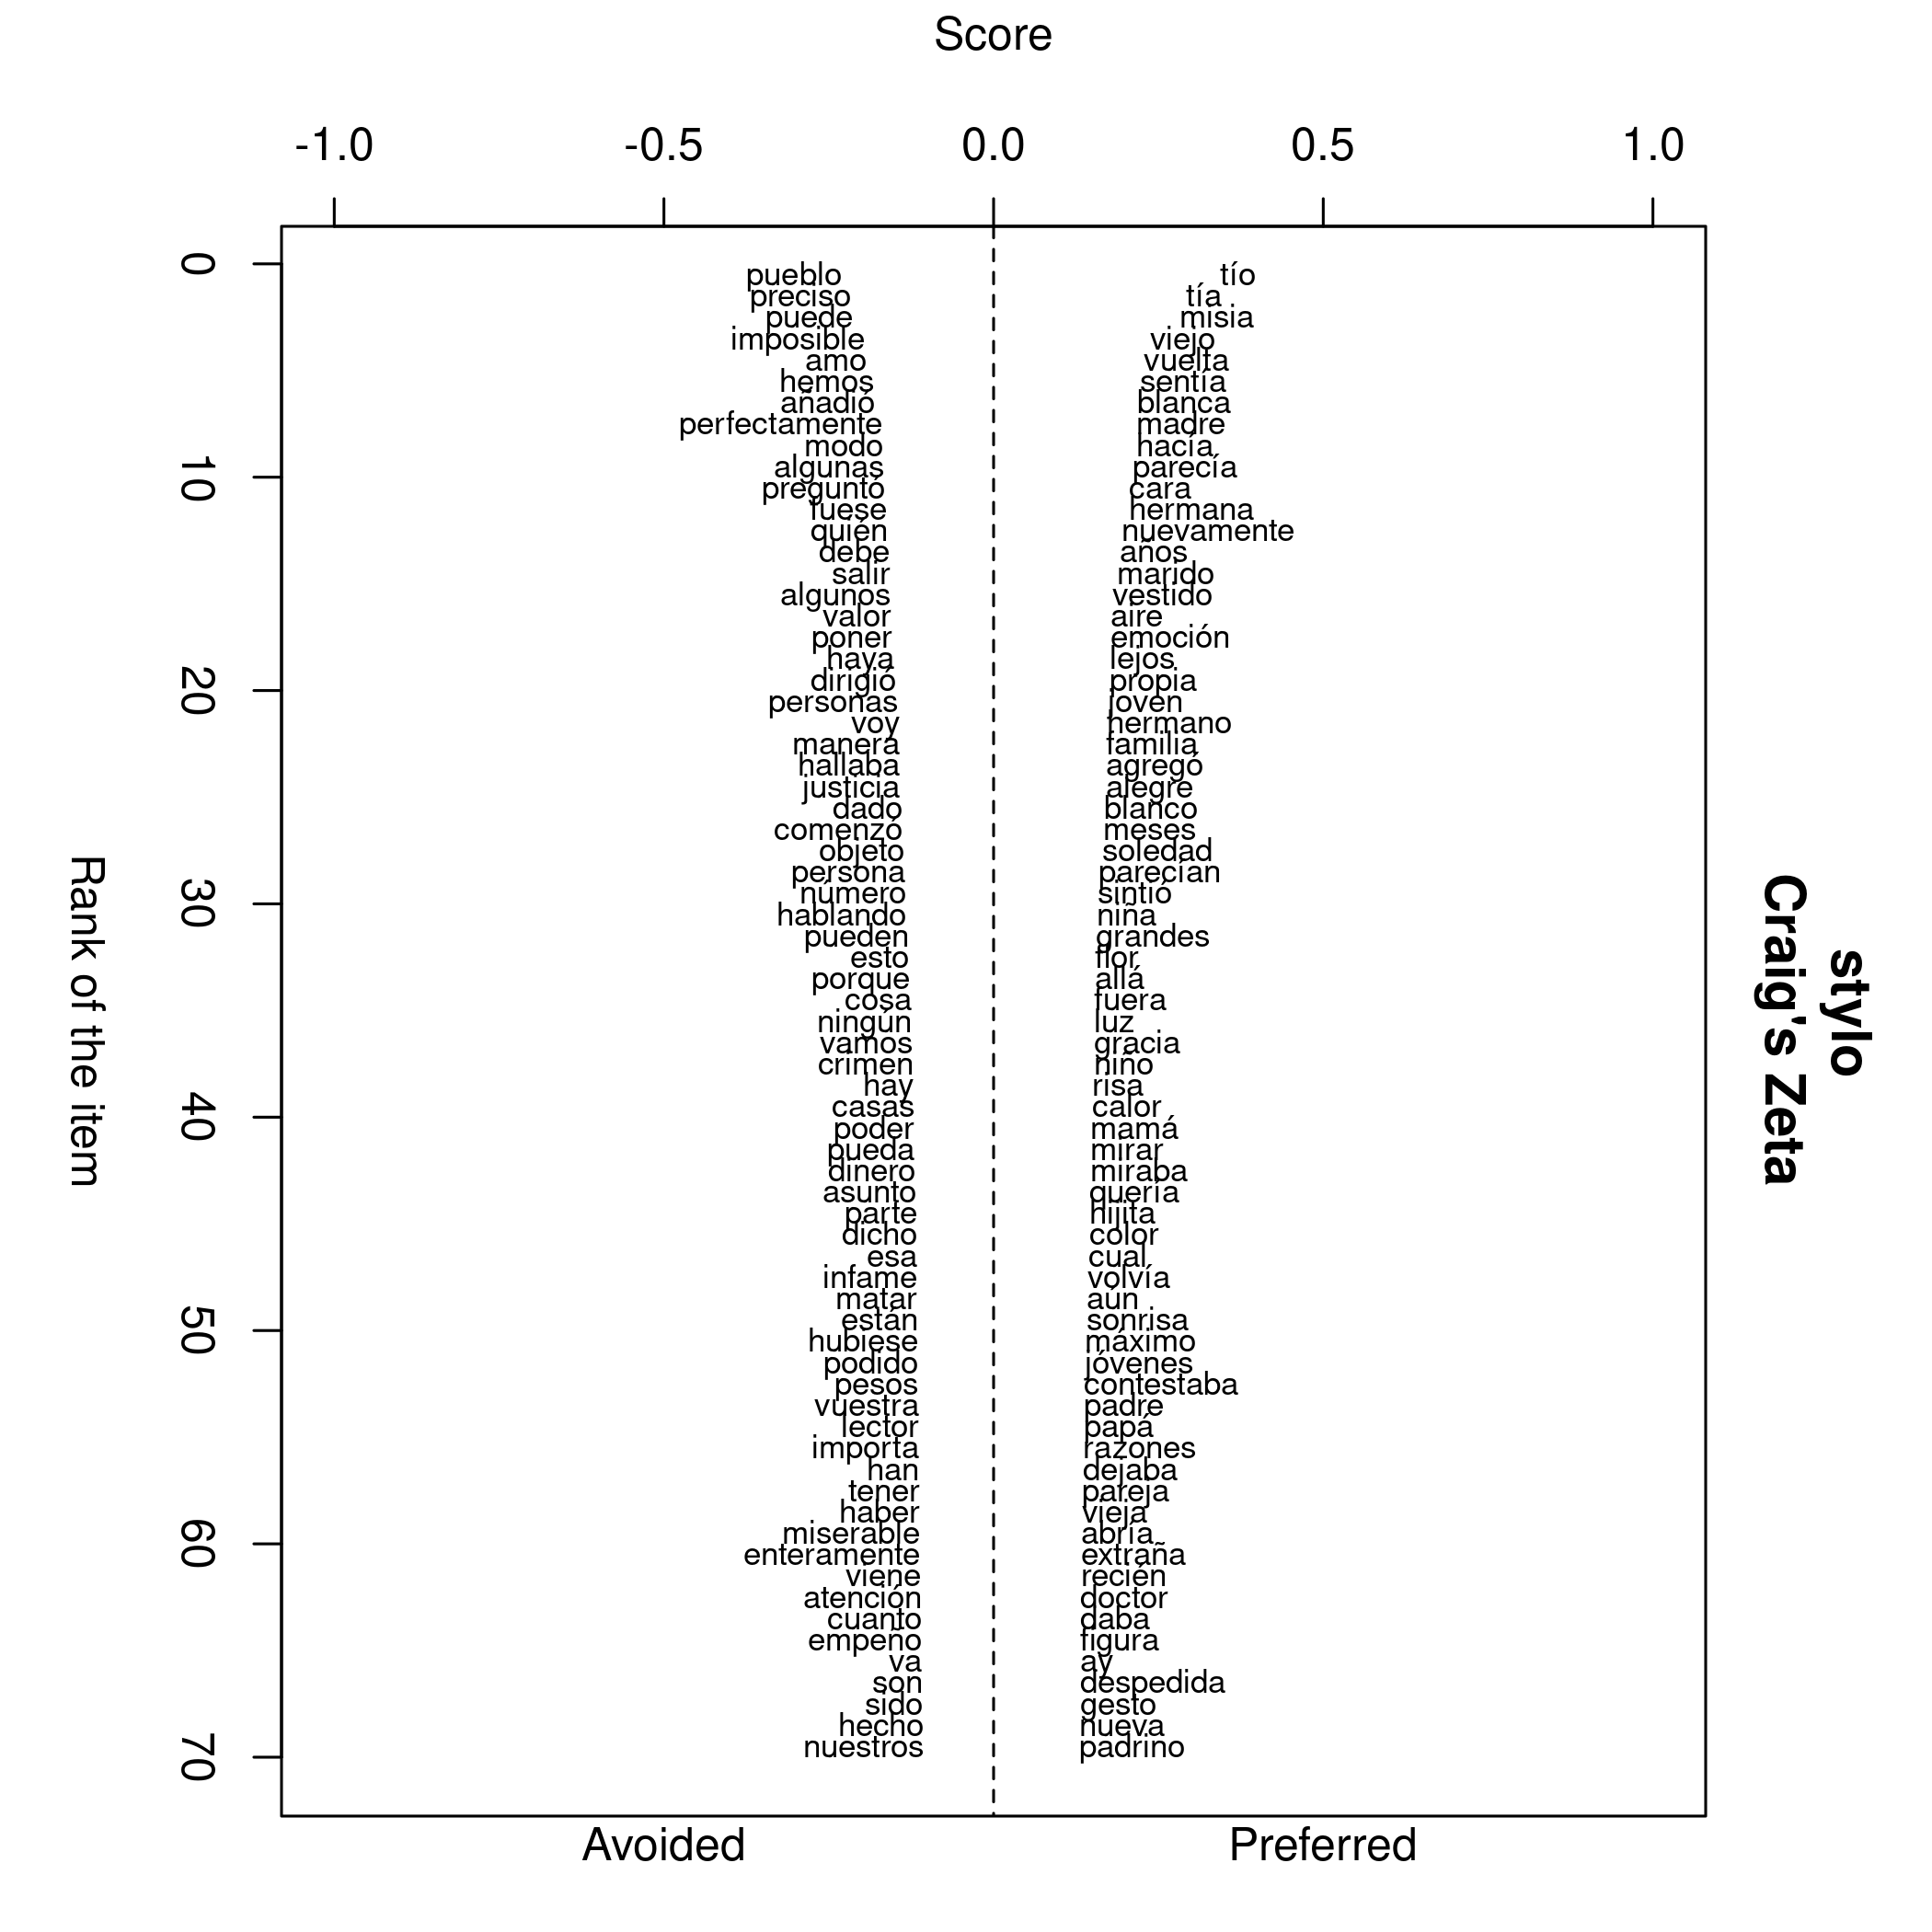 Score
-1.0 -0.5 0.0 0.5 1.0
stylo
Craig's Zeta
Rank of the item
0
10
20
30
40
50
60
70
pueblo tío
preciso tía
puede misia
imposible viejo
amo vuelta
hemos sentía
añadió blanca
perfectamente madre
modo hacía
algunas parecía
preguntó cara
fuese hermana
quién nuevamente
debe años
salir marido
algunos vestido
valor aire
poner emoción
haya lejos
dirigió propia
personas joven
voy hermano
manera familia
hallaba agregó
justicia alegre
dado blanco
comenzó meses
objeto soledad
persona parecían
número sintió
hablando niña
pueden grandes
esto flor
porque allá
cosa fuera
ningún luz
vamos gracia
crimen niño
hay risa
casas calor
poder mamá
pueda mirar
dinero miraba
asunto quería
parte hijita
dicho color
esa cual
infame volvía
matar aún
están sonrisa
hubiese máximo
podido jóvenes
pesos contestaba
vuestra padre
lector papá
importa razones
han dejaba
tener pareja
haber vieja
miserable abría
enteramente extraña
viene recién
atención doctor
cuanto daba
empeño figura
va ay
son despedida
sido gesto
hecho nueva
nuestros padrino
Avoided Preferred